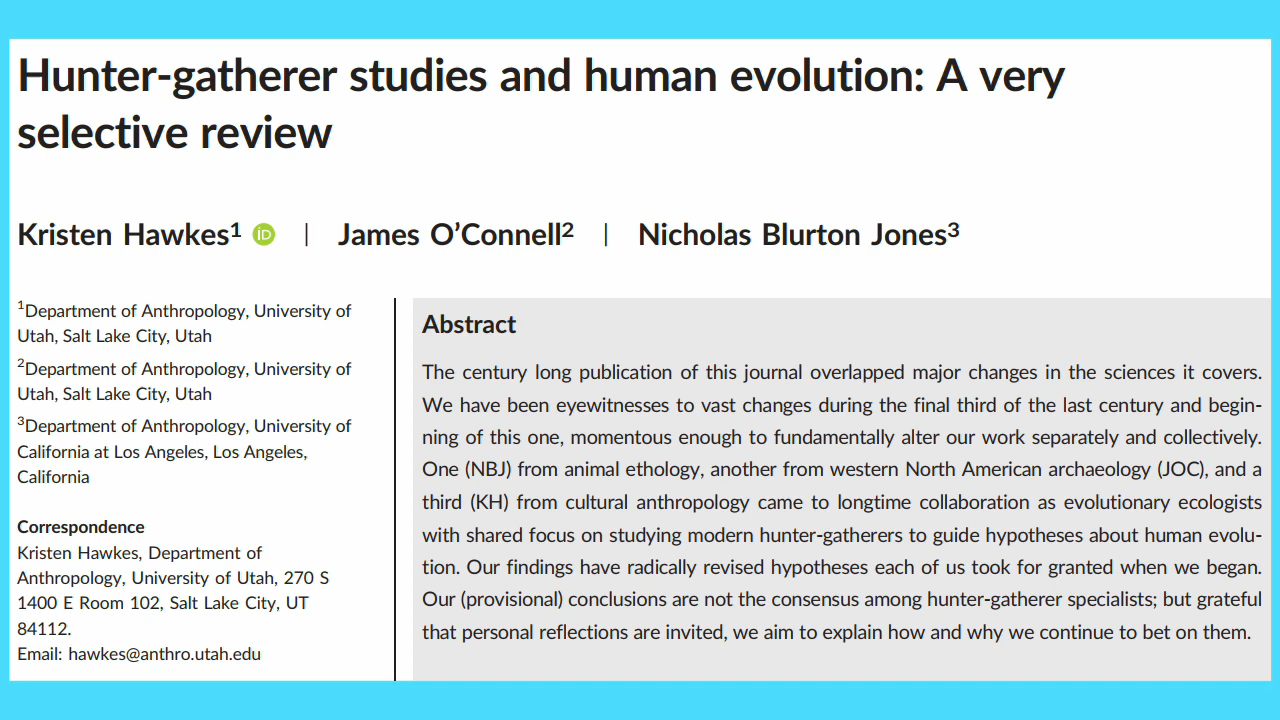 Hunter-gatherer studies and human evolution: A very
selective review
Kristen Hawkes¹ iD | James O’Connell² | Nicholas Blurton Jones³
¹Department of Anthropology, University of
Utah, Salt Lake City, Utah
²Department of Anthropology, University of
Utah, Salt Lake City, Utah
³Department of Anthropology, University of
California at Los Angeles, Los Angeles,
California
Correspondence
Kristen Hawkes, Department of
Anthropology, University of Utah, 270 S
1400 E Room 102, Salt Lake City, UT
84112.
Email: hawkes@anthro.utah.edu
Abstract
The century long publication of this journal overlapped major changes in the sciences it covers.
We have been eyewitnesses to vast changes during the final third of the last century and begin-
ning of this one, momentous enough to fundamentally alter our work separately and collectively.
One (NBJ) from animal ethology, another from western North American archaeology (JOC), and a
third (KH) from cultural anthropology came to longtime collaboration as evolutionary ecologists
with shared focus on studying modern hunter-gatherers to guide hypotheses about human evolu-
tion. Our findings have radically revised hypotheses each of us took for granted when we began.
Our (provisional) conclusions are not the consensus among hunter-gatherer specialists; but grateful
that personal reflections are invited, we aim to explain how and why we continue to bet on them.